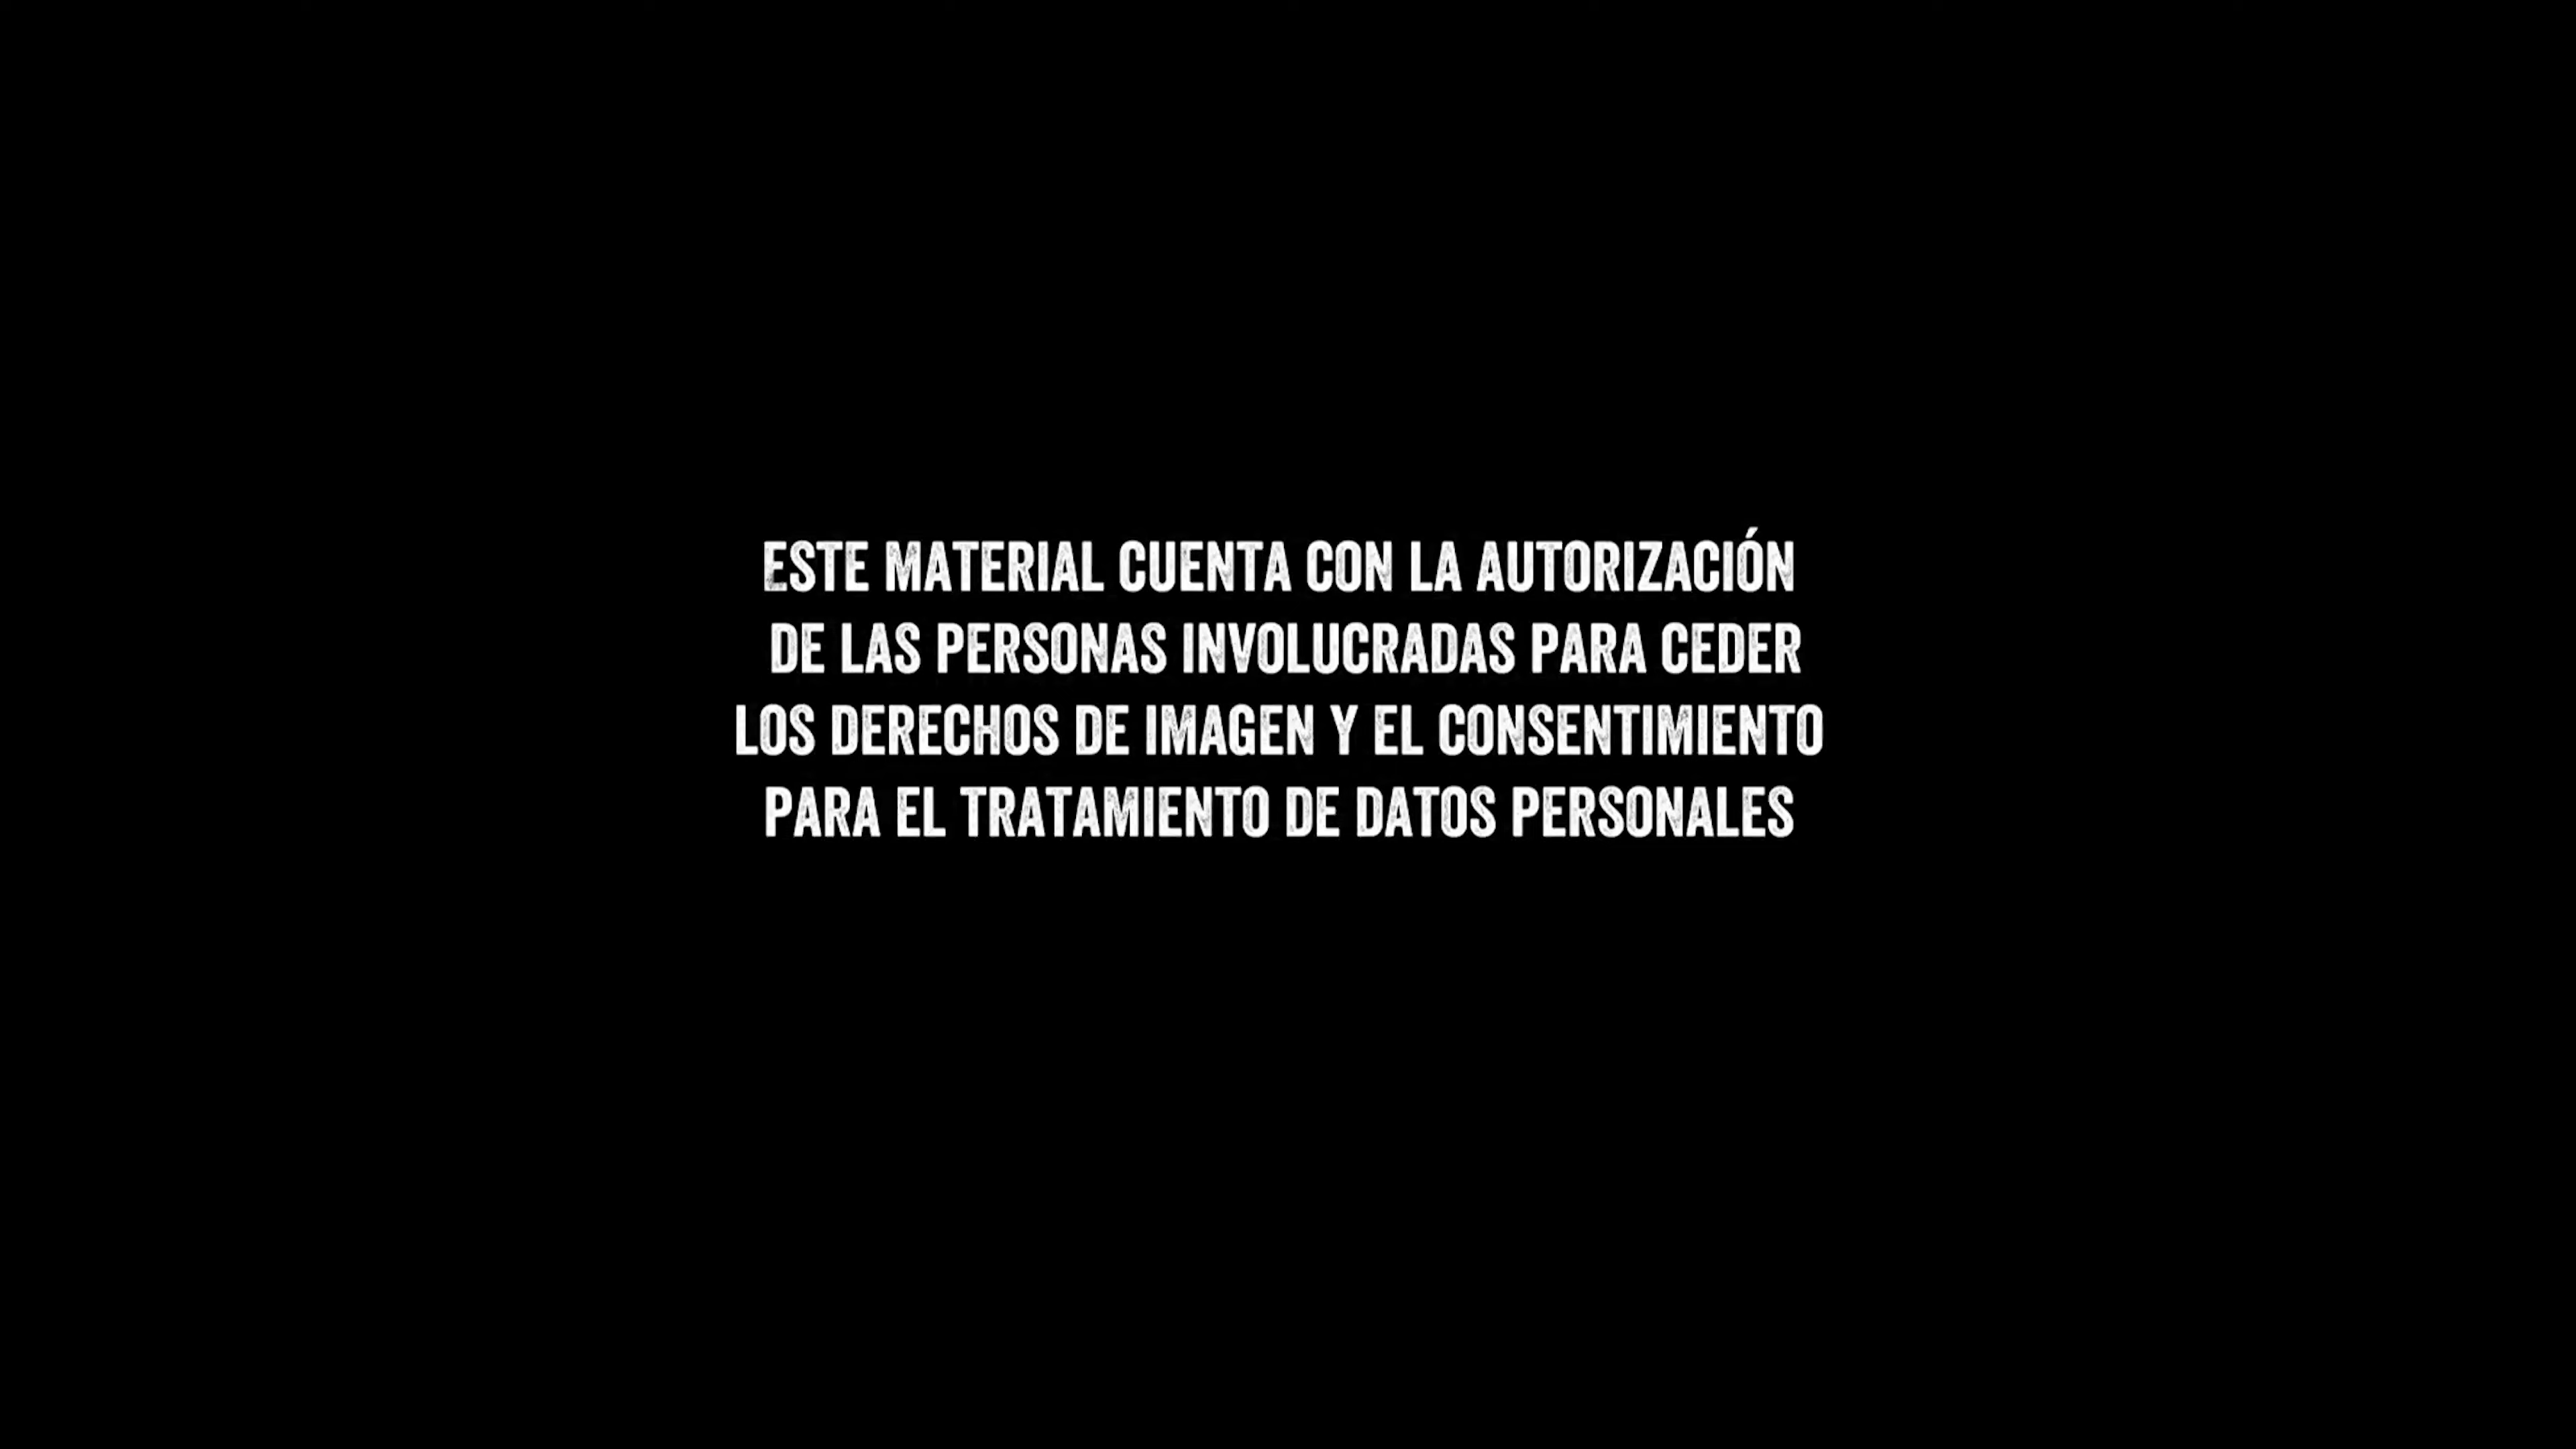 ESTE MATERIAL CUENTA CON LA AUTORIZACIÓN
DE LAS PERSONAS INVOLUCRADAS PARA CEDER
LOS DERECHOS DE IMAGEN Y EL CONSENTIMIENTO
PARA EL TRATAMIENTO DE DATOS PERSONALES